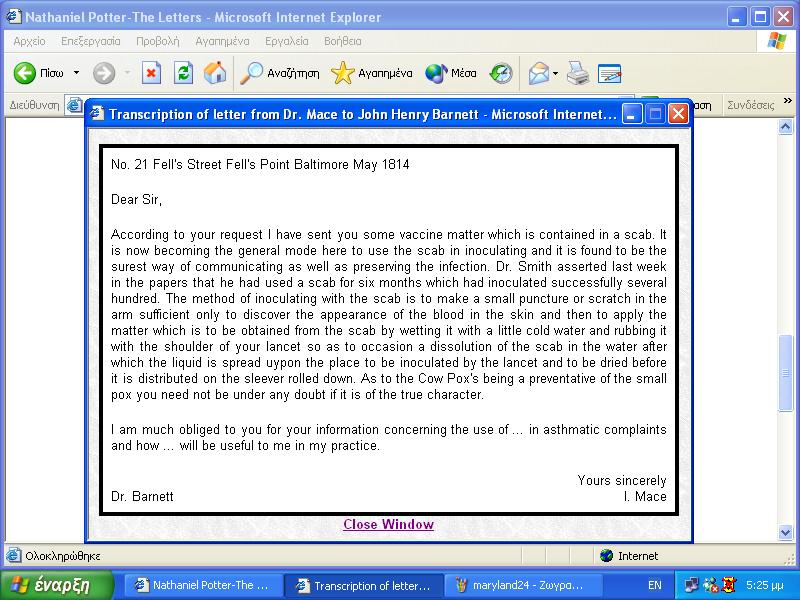 Nathaniel Potter-The Letters - Microsoft Internet Explorer
Αρχείο Επεξεργασία Προβολή Αγαπημένα Εργαλεία Βοήθεια
Πίσω Αναζήτηση Αγαπημένα Μέσα
Διεύθυνση Συνδέσεις »
Transcription of letter from Dr. Mace to John Henry Barnett - Microsoft Internet...
No. 21 Fell's Street Fell's Point Baltimore May 1814
Dear Sir,
According to your request I have sent you some vaccine matter which is contained in a scab. It
is now becoming the general mode here to use the scab in inoculating and it is found to be the
surest way of communicating as well as preserving the infection. Dr. Smith asserted last week
in the papers that he had used a scab for six months which had inoculated successfully several
hundred. The method of inoculating with the scab is to make a small puncture or scratch in the
arm sufficient only to discover the appearance of the blood in the skin and then to apply the
matter which is to be obtained from the scab by wetting it with a little cold water and rubbing it
with the shoulder of your lancet so as to occasion a dissolution of the scab in the water after
which the liquid is spread uypon the place to be inoculated by the lancet and to be dried before
it is distributed on the sleever rolled down. As to the Cow Pox's being a preventative of the small
pox you need not be under any doubt if it is of the true character.
I am much obliged to you for your information concerning the use of ... in asthmatic complaints
and how ... will be useful to me in my practice.
Yours sincerely
Dr. Barnett I. Mace
Close Window
Ολοκληρώθηκε Internet
έναρξη Nathaniel Potter-The ... Transcription of letter... maryland24 - Ζωγρα... EN 5:25 μμ